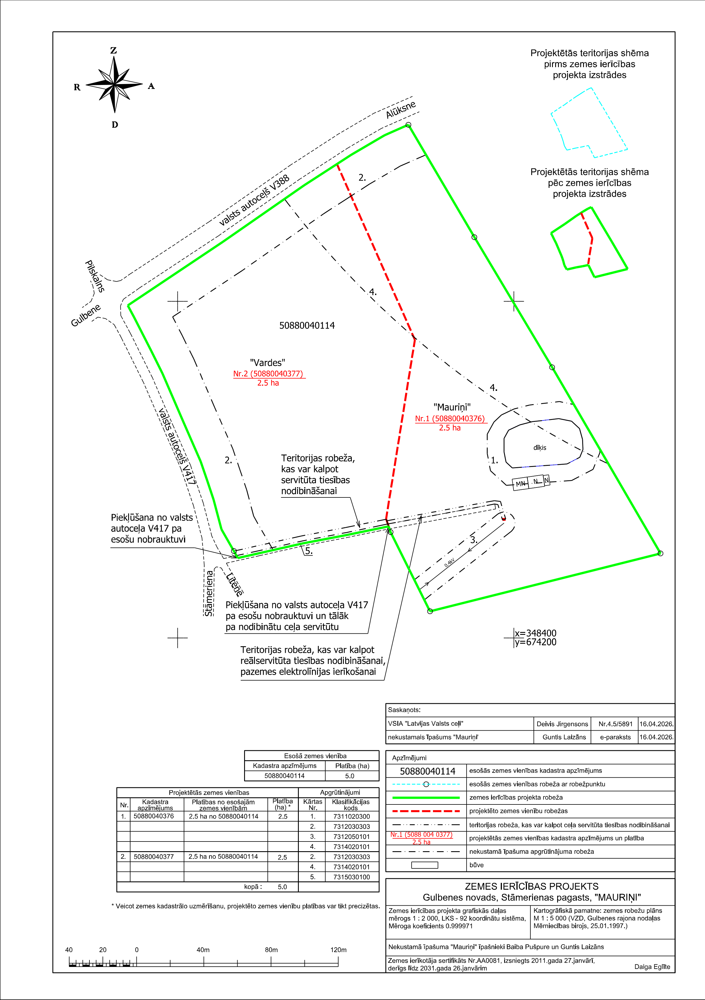 Z
R
A
D
Projektētās teritorijas shēma
pirms zemes ierīcības
projekta izstrādes
Projektētās teritorijas shēma
pēc zemes ierīcības
projekta izstrādes
Alūksne
valsts autoceļš V388
2.
Pilskalns
Gulbene
4.
50880040114
"Vardes"
Nr.2 (50880040377)
2.5 ha
4.
"Mauriņi"
Nr.1 (50880040376)
2.5 ha
dīķis
1.
MN N N
valsts autoceļš V417
2.
Teritorijas robeža,
kas var kalpot
servitūta tiesības
nodibināšanai
Piekļūšana no valsts
autoceļa V417 pa
esošu nobrauktuvi
3.
0.4kV
5.
Stāmeriena
Litene
Piekļūšana no valsts autoceļa V417
pa esošu nobrauktuvi un tālāk
pa nodibinātu ceļa servitūtu
x=348400
y=674200
Teritorijas robeža, kas var kalpot
reālservitūta tiesības nodibināšanai,
pazemes elektrolīnijas ierīkošanai
Saskaņots:
VSIA "Latvijas Valsts ceļi" Deivis Jirgensons Nr.4.5/5891 16.04.2026.
nekustamais īpašums "Mauriņi" Guntis Laizāns e-paraksts 16.04.2026.
Esošā zemes vienība
Kadastra apzīmējums Platība (ha)
50880040114 5.0
Projektētās zemes vienības Apgrūtinājumi
Nr. Kadastra apzīmējums Platības no esošajām zemes vienībām Platība (ha) * Kārtas Nr. Klasifikācijas kods
1. 50880040376 2.5 ha no 50880040114 2.5 1. 7311020300
2. 7312030303
3. 7312050101
4. 7314020101
2. 50880040377 2.5 ha no 50880040114 2.5 2. 7312030303
4. 7314020101
5. 7315030100
kopā : 5.0
* Veicot zemes kadastrālo uzmērīšanu, projektēto zemes vienību platības var tikt precizētas.
Apzīmējumi
50880040114 esošās zemes vienības kadastra apzīmējums
esošās zemes vienības robeža ar robežpunktu
zemes ierīcības projekta robeža
projektēto zemes vienību robežas
teritorijas robeža, kas var kalpot ceļa servitūta tiesības nodibināšanai
Nr.1 (5088 004 0377)
2.5 ha
projektētās zemes vienības kadastra apzīmējums un platība
nekustamā īpašuma apgrūtinājuma robeža
būve
ZEMES IERĪCĪBAS PROJEKTS
Gulbenes novads, Stāmerienas pagasts, "MAURIŅI"
Zemes ierīcības projekta grafiskās daļas
mērogs 1 : 2 000, LKS - 92 koordinātu sistēma,
Mēroga koeficients 0.999971
Kartogrāfiskā pamatne: zemes robežu plāns
M 1 : 5 000 (VZD, Gulbenes rajona nodaļas
Mērniecības birojs, 25.01.1997.)
Nekustamā īpašuma "Mauriņi" īpašnieki Baiba Pušpure un Guntis Laizāns
Zemes ierīkotāja sertifikāts Nr.AA0081, izsniegts 2011.gada 27.janvārī,
derīgs līdz 2031.gada 26.janvārim
Daiga Eglīte
40 20 0 40m 80m 120m